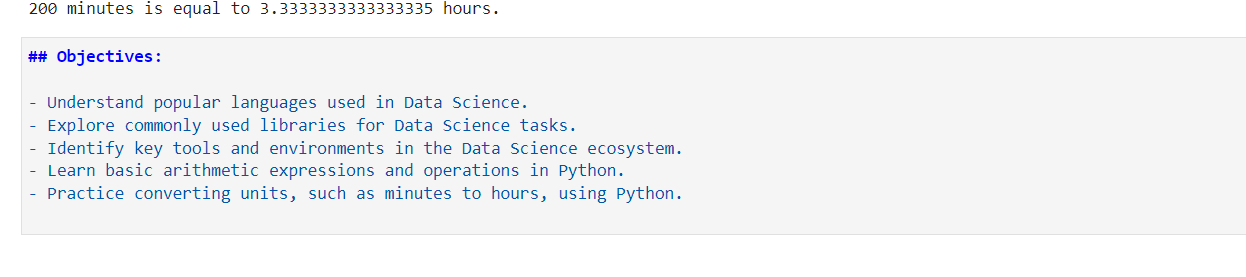 200 minutes is equal to 3.3333333333333335 hours.
## Objectives:
- Understand popular languages used in Data Science.
- Explore commonly used libraries for Data Science tasks.
- Identify key tools and environments in the Data Science ecosystem.
- Learn basic arithmetic expressions and operations in Python.
- Practice converting units, such as minutes to hours, using Python.